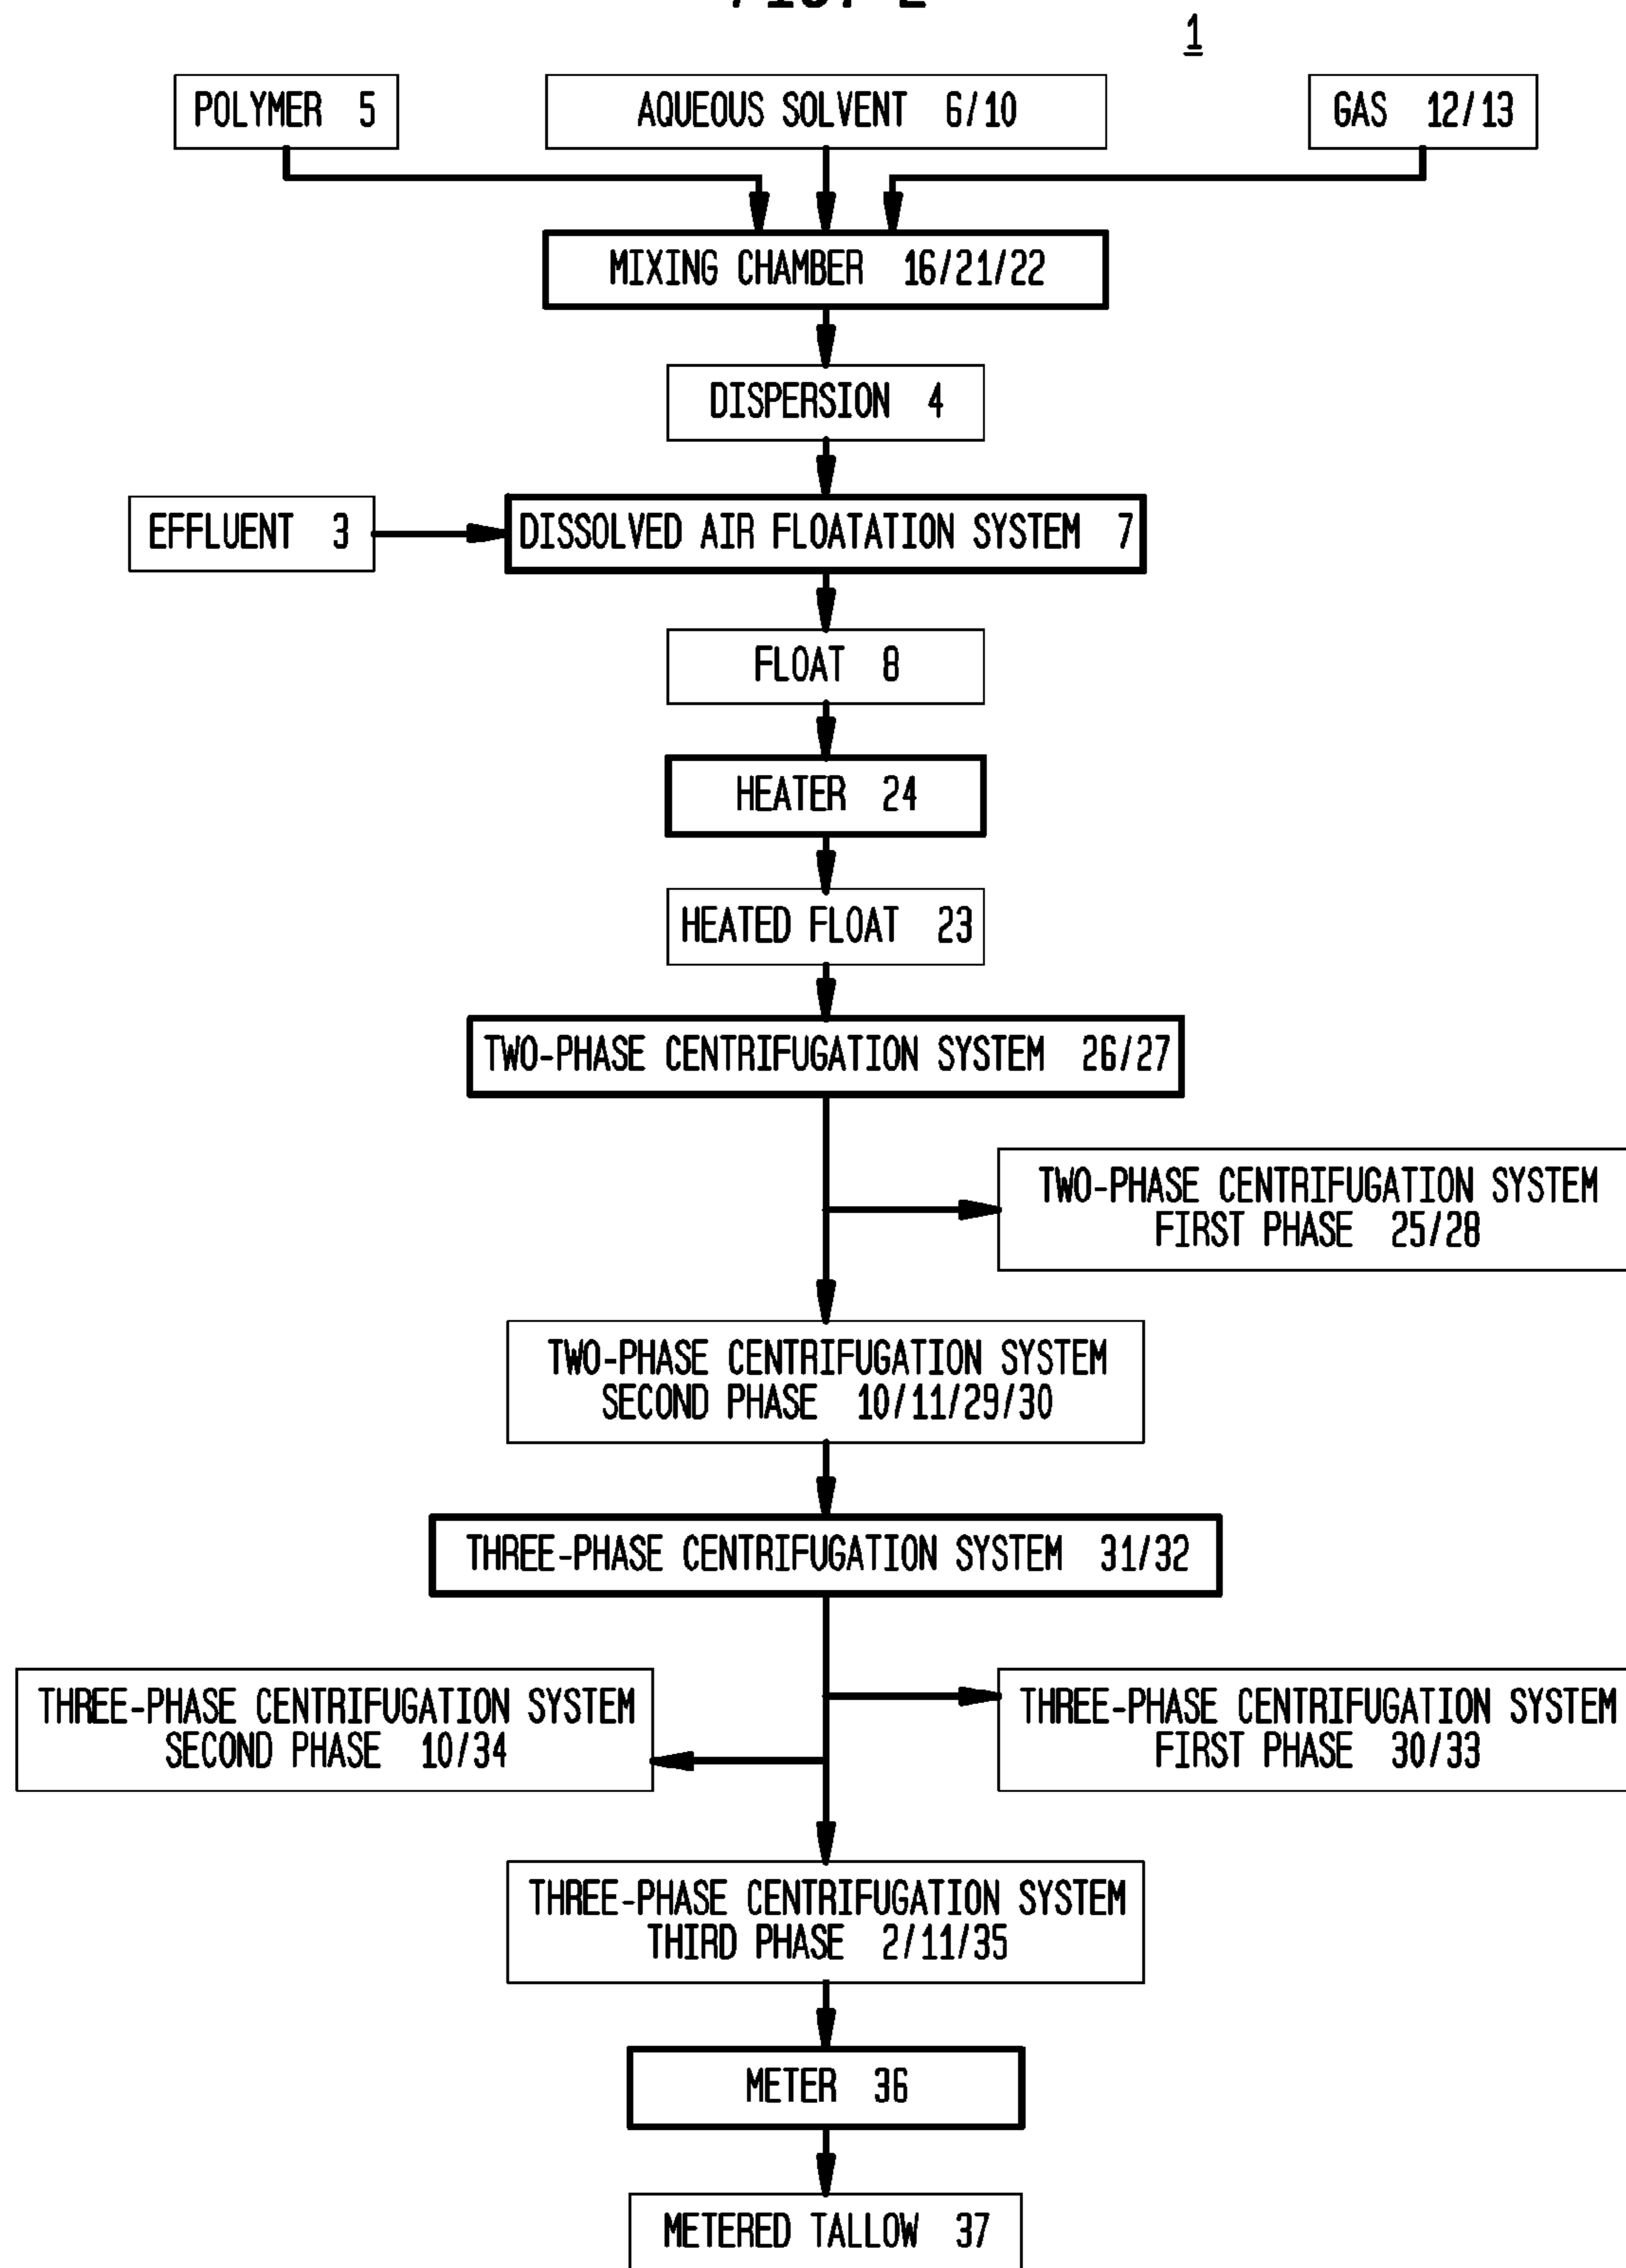 1
POLYMER 5
AQUEOUS SOLVENT 6/10
GAS 12/13
MIXING CHAMBER 16/21/22
DISPERSION 4
EFFLUENT 3
DISSOLVED AIR FLOATATION SYSTEM 7
FLOAT 8
HEATER 24
HEATED FLOAT 23
TWO-PHASE CENTRIFUGATION SYSTEM 26/27
TWO-PHASE CENTRIFUGATION SYSTEM
FIRST PHASE 25/28
TWO-PHASE CENTRIFUGATION SYSTEM
SECOND PHASE 10/11/29/30
THREE-PHASE CENTRIFUGATION SYSTEM 31/32
THREE-PHASE CENTRIFUGATION SYSTEM
SECOND PHASE 10/34
THREE-PHASE CENTRIFUGATION SYSTEM
FIRST PHASE 30/33
THREE-PHASE CENTRIFUGATION SYSTEM
THIRD PHASE 2/11/35
METER 36
METERED TALLOW 37